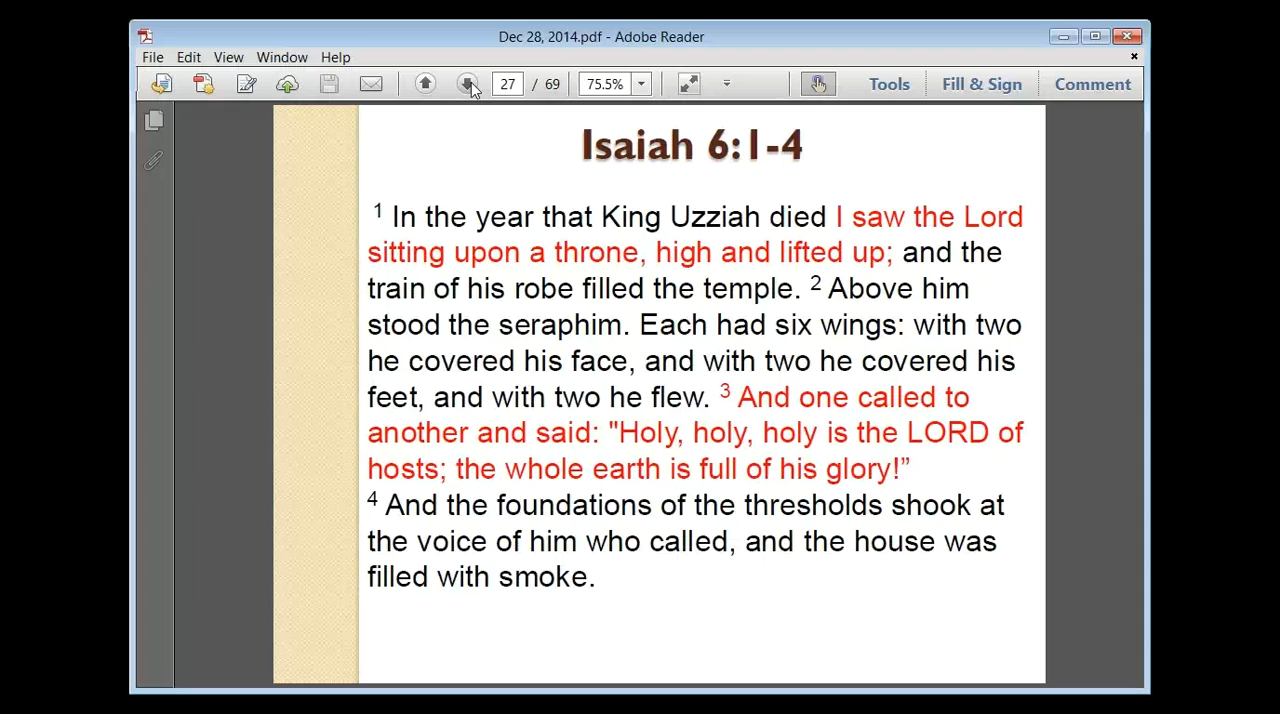 Dec 28, 2014.pdf - Adobe Reader
File Edit View Window Help
27 / 69 75.5% Tools Fill & Sign Comment
Isaiah 6:1-4
1 In the year that King Uzziah died I saw the Lord
sitting upon a throne, high and lifted up; and the
train of his robe filled the temple. 2 Above him
stood the seraphim. Each had six wings: with two
he covered his face, and with two he covered his
feet, and with two he flew. 3 And one called to
another and said: "Holy, holy, holy is the LORD of
hosts; the whole earth is full of his glory!”
4 And the foundations of the thresholds shook at
the voice of him who called, and the house was
filled with smoke.